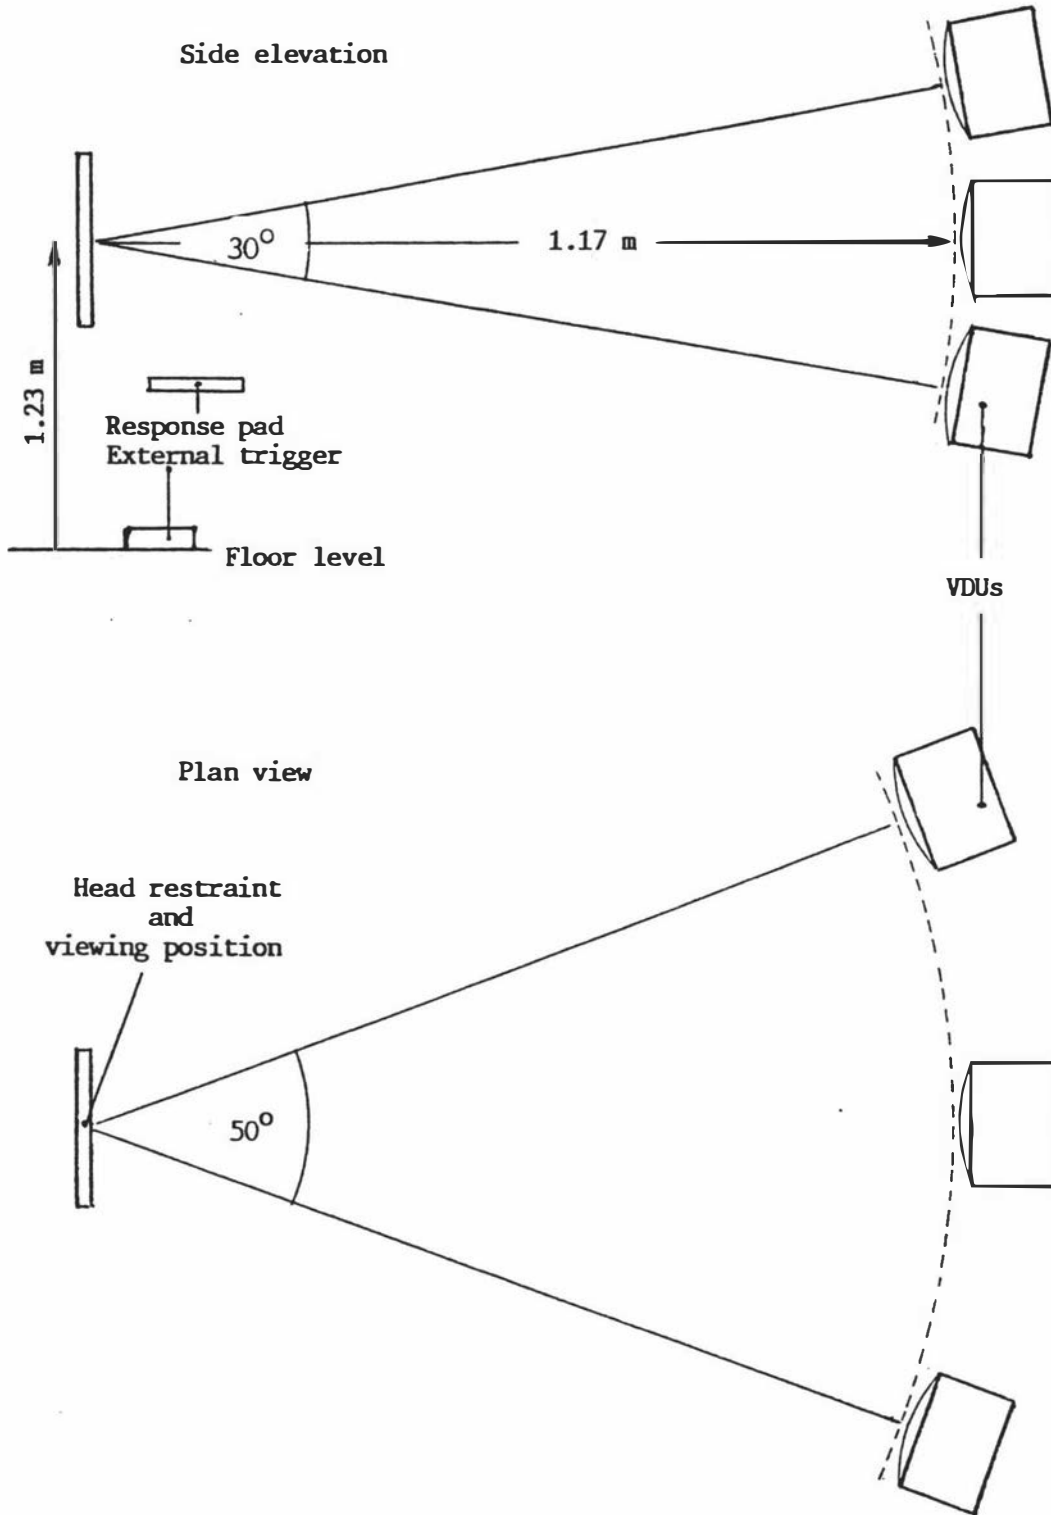 Side elevation
30°
1.17 m
1.23 m
Response pad
External trigger
Floor level
VDUs
Plan view
Head restraint
and
viewing position
50°